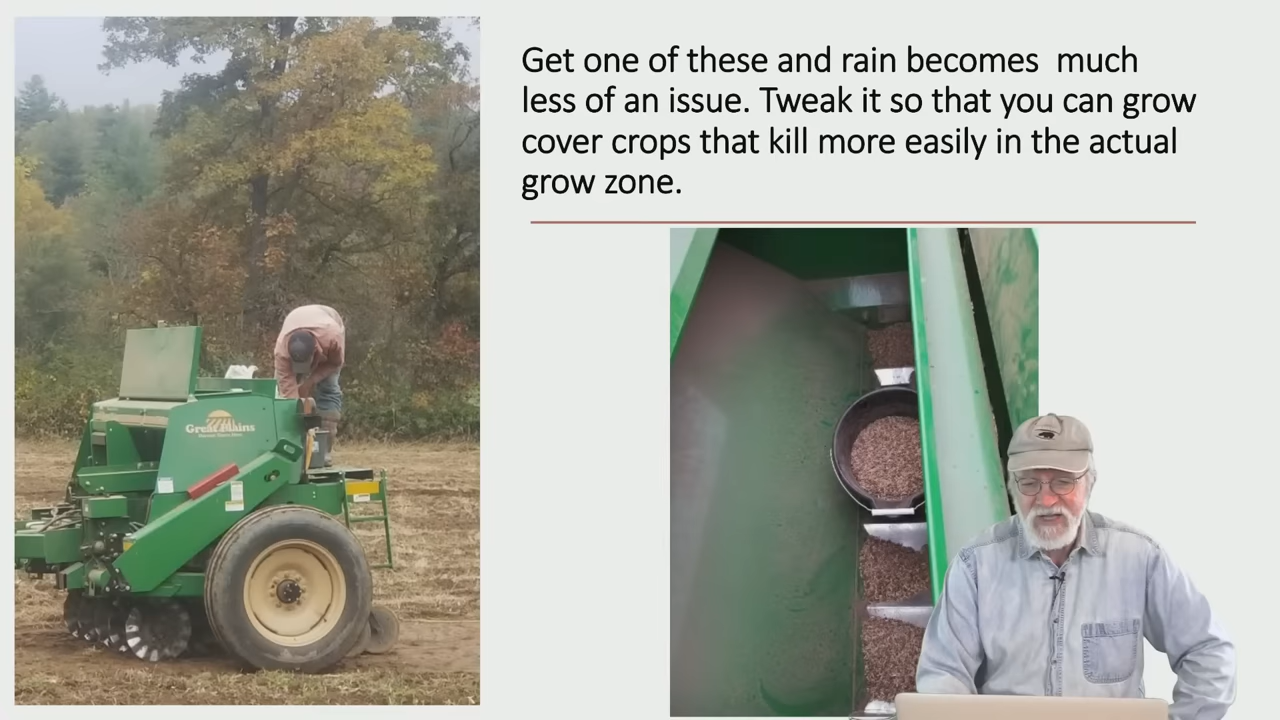 Get one of these and rain becomes  much
less of an issue. Tweak it so that you can grow
cover crops that kill more easily in the actual
grow zone.
Great Plains